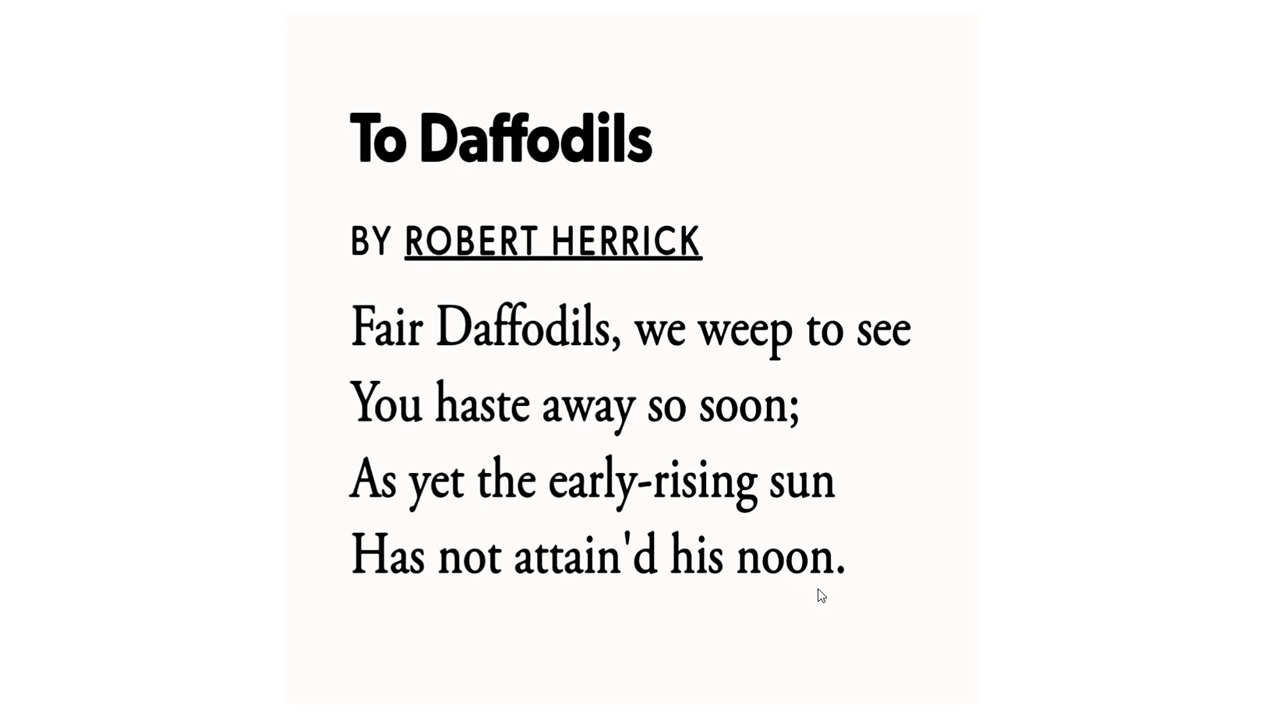 To Daffodils
BY ROBERT HERRICK
Fair Daffodils, we weep to see
You haste away so soon;
As yet the early-rising sun
Has not attain'd his noon.